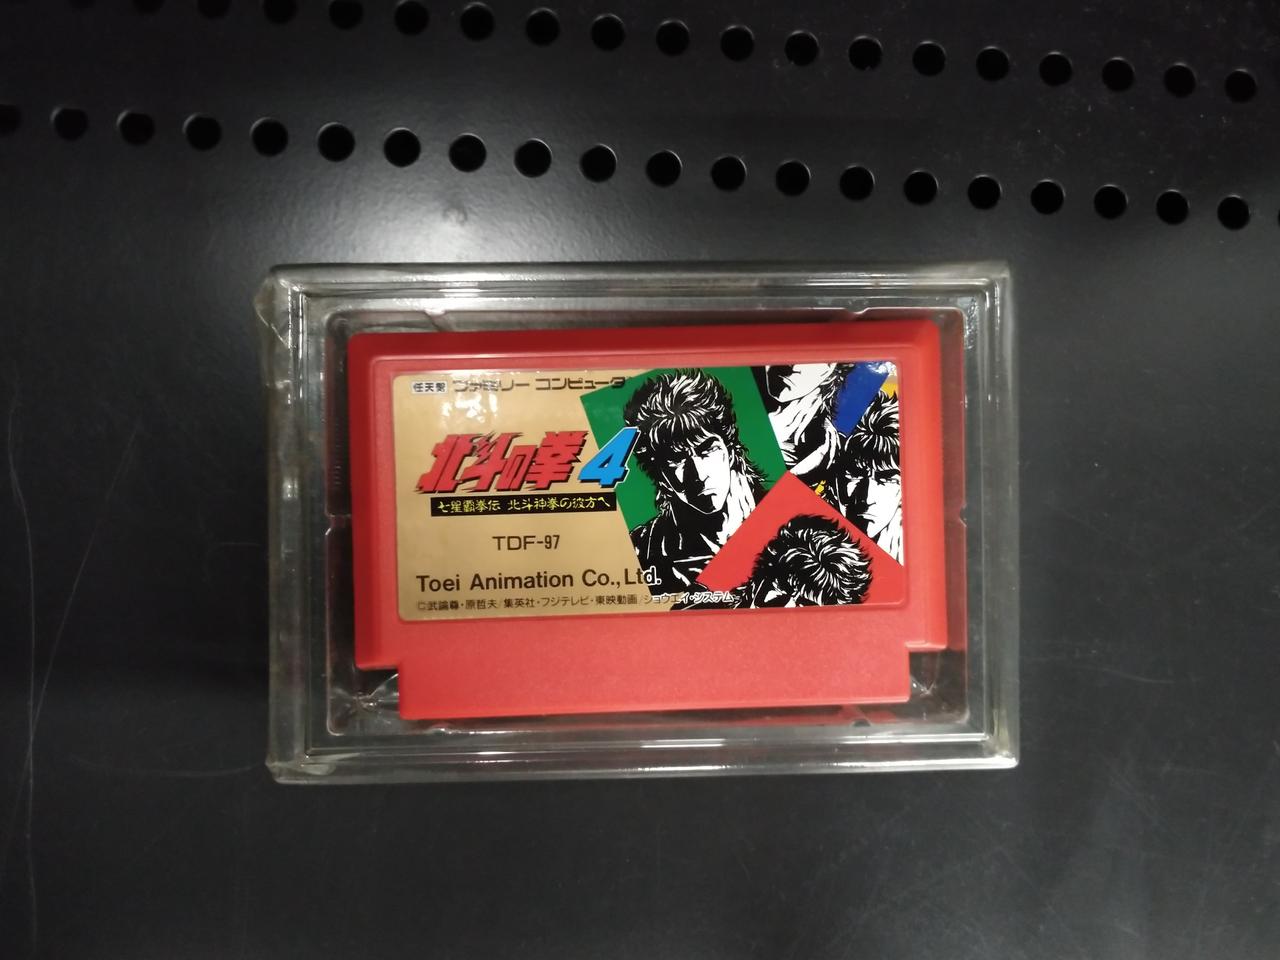 任天堂 ファミリー コンピュータ
北斗の拳4
七星覇拳伝 北斗神拳の彼方へ
TDF-97
Toei Animation Co., Ltd.
©武論尊・原哲夫/集英社・フジテレビ・東映動画/ショウエイ・システム